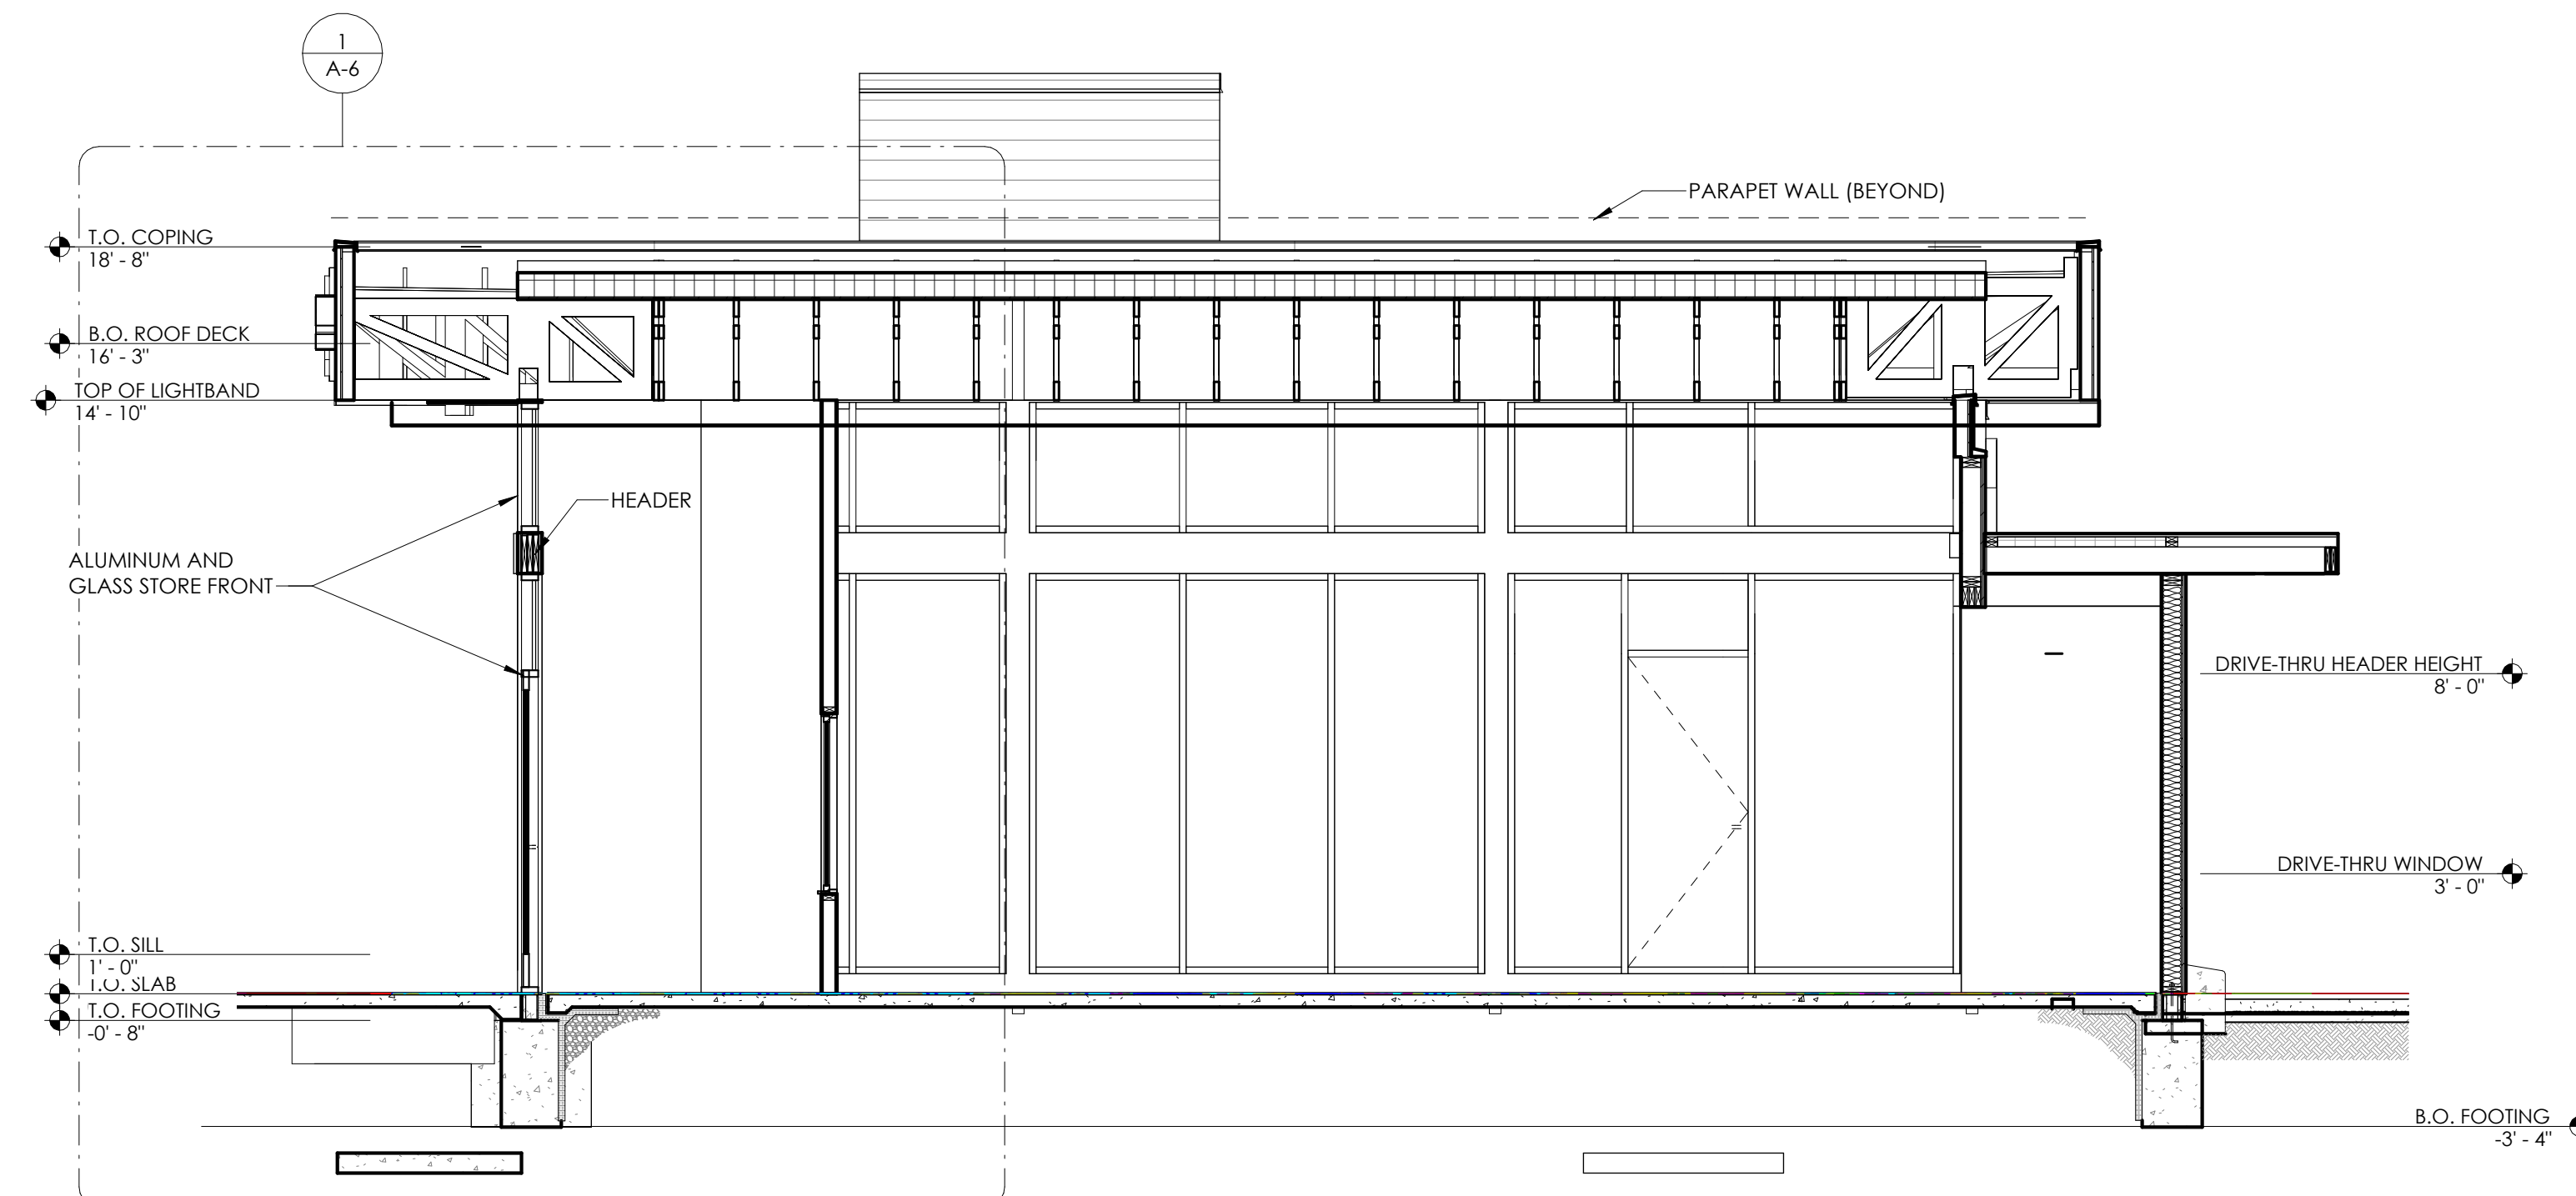 1
A-6
PARAPET WALL (BEYOND)
T.O. COPING
18' - 8"
B.O. ROOF DECK
16' - 3"
TOP OF LIGHTBAND
14' - 10"
HEADER
ALUMINUM AND
GLASS STORE FRONT
DRIVE-THRU HEADER HEIGHT
8' - 0"
DRIVE-THRU WINDOW
3' - 0"
T.O. SILL
1' - 0"
T.O. SLAB
T.O. FOOTING
-0' - 8"
B.O. FOOTING
-3' - 4"